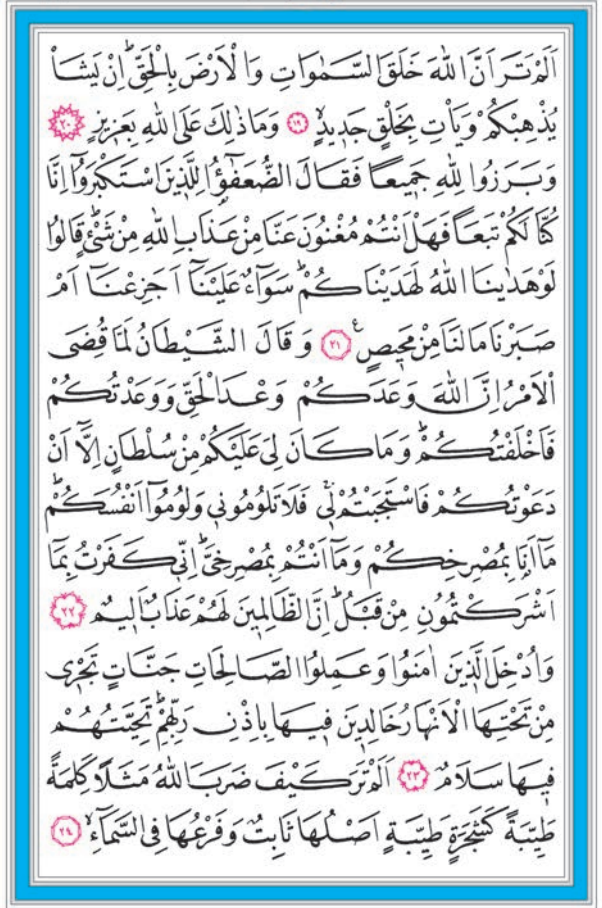 اَلَمْ تَرَ اَنَّ اللّٰهَ خَلَقَ السَّمٰوَاتِ وَالْاَرْضَ بِالْحَقِّۜ اِنْ يَشَأْ
يُذْهِبْكُمْ وَيَأْتِ بِخَلْقٍ جَد۪يدٍۙ ﴿١٩﴾ وَمَا ذٰلِكَ عَلَى اللّٰهِ بِعَز۪يزٍ ﴿٢٠﴾
وَبَرَزُوا لِلّٰهِ جَم۪يعًا فَقَالَ الضُّعَفٰٓؤُ۬ا لِلَّذ۪ينَ اسْتَكْبَرُٓوا اِنَّا
كُنَّا لَكُمْ تَبَعًا فَهَلْ اَنْتُمْ مُغْنُونَ عَنَّا مِنْ عَذَابِ اللّٰهِ مِنْ شَيْءٍۜ قَالُوا
لَوْ هَدٰينَا اللّٰهُ لَهَدَيْنَاكُمْۜ سَوَٓاءٌ عَلَيْنَٓا اَجَزِعْنَٓا اَمْ
صَبَرْنَا مَا لَنَا مِنْ مَح۪يصٍ۟ ﴿٢١﴾ وَقَالَ الشَّيْطَانُ لَمَّا قُضِىَ
الْاَمْرُ اِنَّ اللّٰهَ وَعَدَكُمْ وَعْدَ الْحَقِّ وَوَعَدْتُكُمْ
فَاَخْلَفْتُكُمْۜ وَمَا كَانَ لِيَ عَلَيْكُمْ مِنْ سُلْطَانٍ اِلَّٓا اَنْ
دَعَوْتُكُمْ فَاسْتَجَبْتُمْ ل۪يۚ فَلَا تَلُومُون۪ي وَلُومُٓوا اَنْفُسَكُمْۜ
مَٓا اَنَا۬ بِمُصْرِخِكُمْ وَمَٓا اَنْتُمْ بِمُصْرِخِيَّۜ اِنّ۪ي كَفَرْتُ بِمَٓا
اَشْرَكْتُمُونِ مِنْ قَبْلُۜ اِنَّ الظَّالِم۪ينَ لَهُمْ عَذَابٌ اَل۪يمٌ ﴿٢٢﴾
وَاُدْخِلَ الَّذ۪ينَ اٰمَنُوا وَعَمِلُوا الصَّالِحَاتِ جَنَّاتٍ تَجْر۪ي
مِنْ تَحْتِهَا الْاَنْهَارُ خَالِد۪ينَ ف۪يهَا بِاِذْنِ رَبِّهِمْۜ تَحِيَّتُهُمْ
ف۪يهَا سَلَامٌ ﴿٢٣﴾ اَلَمْ تَرَ كَيْفَ ضَرَبَ اللّٰهُ مَثَلًا كَلِمَةً
طَيِّبَةً كَشَجَرَةٍ طَيِّبَةٍ اَصْلُهَا ثَابِتٌ وَفَرْعُهَا فِي السَّمَٓاءِۙ ﴿٢٤﴾